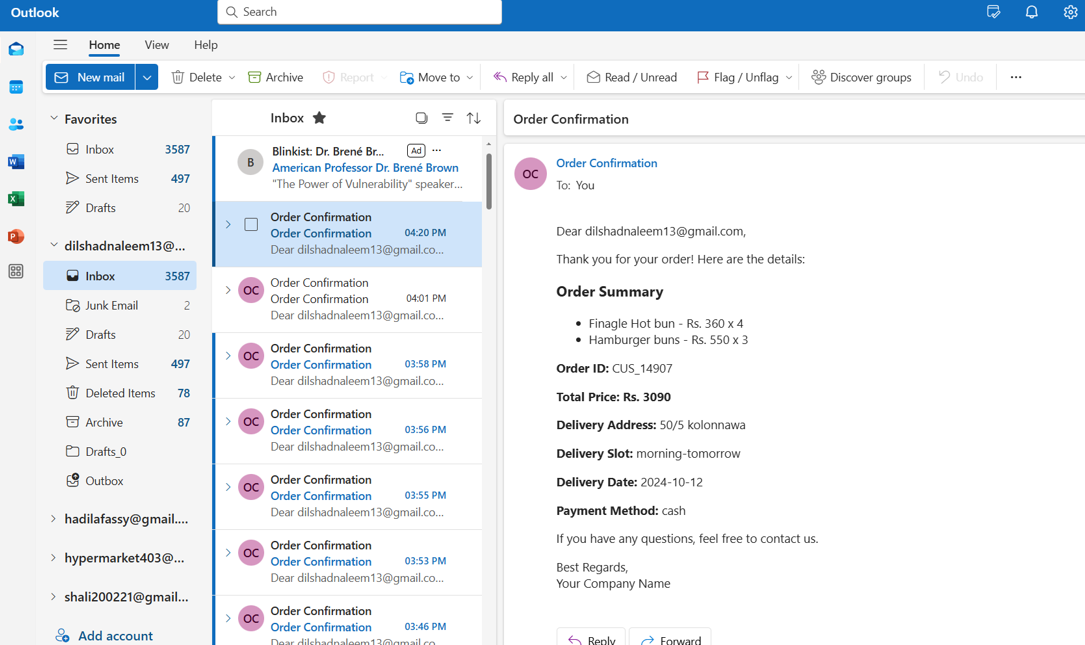 Outlook
Search
Home View Help
New mail Delete Archive Report Move to Reply all Read / Unread Flag / Unflag Discover groups Undo ...
Favorites
Inbox 3587
Sent Items 497
Drafts 20
dilshadnaleem13@...
Inbox 3587
Junk Email 2
Drafts 20
Sent Items 497
Deleted Items 78
Archive 87
Drafts_0
Outbox
hadilafassy@gmail....
hypermarket403@...
shali200221@gmail...
Add account
Inbox
B
Blinkist: Dr. Brené Br... Ad ...
American Professor Dr. Brené Brown
"The Power of Vulnerability" speaker...
Order Confirmation
Order Confirmation 04:20 PM
Dear dilshadnaleem13@gmail.co...
OC
Order Confirmation
Order Confirmation 04:01 PM
Dear dilshadnaleem13@gmail.co...
OC
Order Confirmation
Order Confirmation 03:58 PM
Dear dilshadnaleem13@gmail.co...
OC
Order Confirmation
Order Confirmation 03:56 PM
Dear dilshadnaleem13@gmail.co...
OC
Order Confirmation
Order Confirmation 03:55 PM
Dear dilshadnaleem13@gmail.co...
OC
Order Confirmation
Order Confirmation 03:53 PM
Dear dilshadnaleem13@gmail.co...
OC
Order Confirmation
Order Confirmation 03:46 PM
Dear dilshadnaleem13@gmail.co...
Order Confirmation
OC
Order Confirmation
To: You
Dear dilshadnaleem13@gmail.com,
Thank you for your order! Here are the details:
Order Summary
• Finagle Hot bun - Rs. 360 x 4
• Hamburger buns - Rs. 550 x 3
Order ID: CUS_14907
Total Price: Rs. 3090
Delivery Address: 50/5 kolonnawa
Delivery Slot: morning-tomorrow
Delivery Date: 2024-10-12
Payment Method: cash
If you have any questions, feel free to contact us.
Best Regards,
Your Company Name
Reply Forward